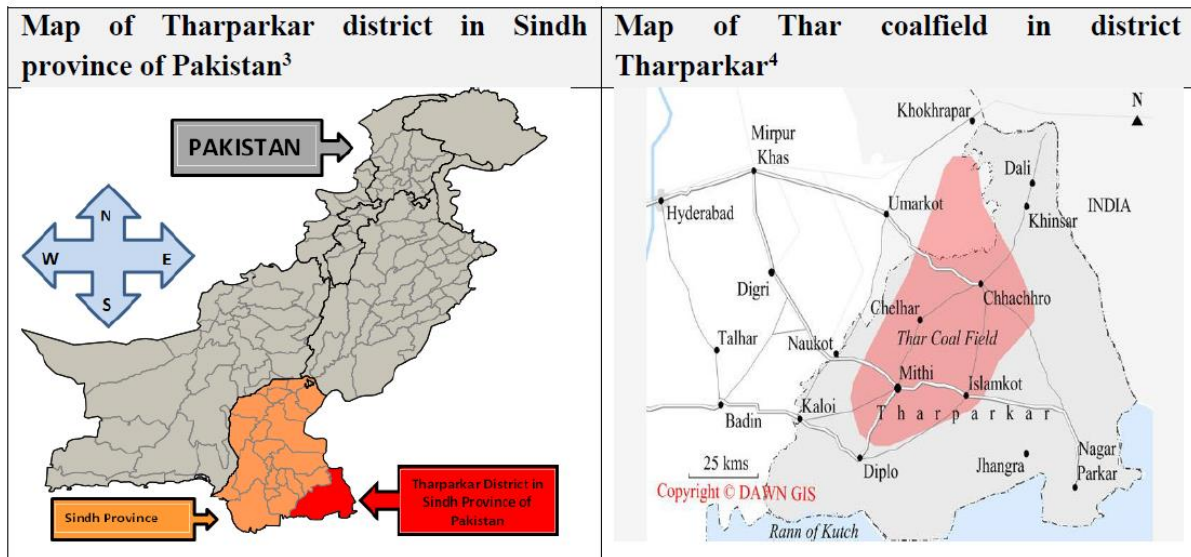 Map of Tharparkar district in Sindh
province of Pakistan3
Map of Thar coalfield in district
Tharparkar4
PAKISTAN
N
W
E
S
Sindh Province
Tharparkar District in
Sindh Province of
Pakistan
Khokhrapar
N
Mirpur
Khas
Dali
Hyderabad
Umarkot
Khinsar
INDIA
Digri
Chhachhro
Chelhar
Talhar
Naukot
Thar Coal Field
Mithi
Islamkot
Badin
Kaloi
Tharparkar
Diplo
Jhangra
Nagar
Parkar
25 kms
Copyright © DAWN GIS
Rann of Kutch